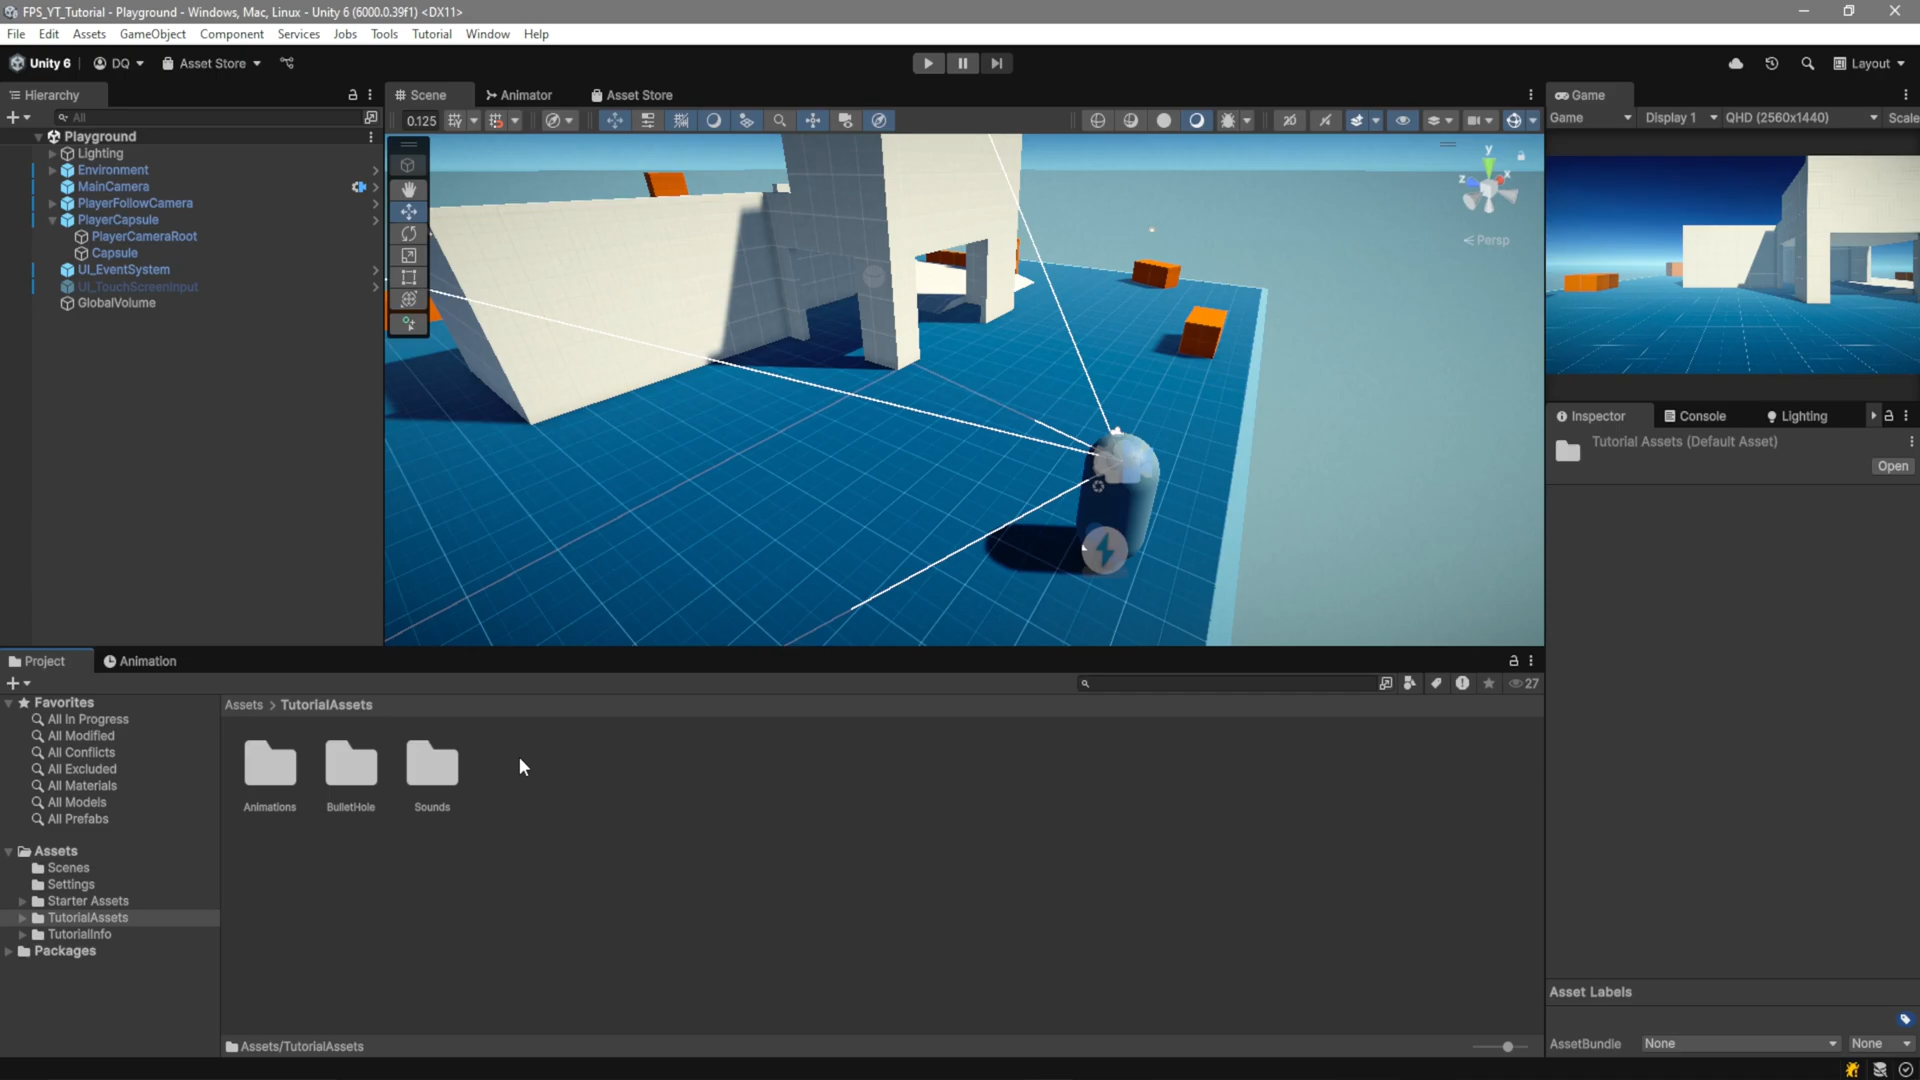 FPS_YT_Tutorial - Playground - Windows, Mac, Linux - Unity 6 (6000.0.39f1) <DX11>
File Edit Assets GameObject Component Services Jobs Tools Tutorial Window Help
Unity 6 DQ Asset Store Layout
Hierarchy
All
Playground
Lighting
Environment
MainCamera
PlayerFollowCamera
PlayerCapsule
PlayerCameraRoot
Capsule
UI_EventSystem
UI_TouchScreenInput
GlobalVolume
Scene Animator Asset Store
0.125 2D
y
z x
Persp
Game
Game Display 1 QHD (2560x1440) Scale
Inspector Console Lighting
Tutorial Assets (Default Asset)
Open
Project Animation
27
Favorites
All In Progress
All Modified
All Conflicts
All Excluded
All Materials
All Models
All Prefabs
Assets
Scenes
Settings
Starter Assets
TutorialAssets
TutorialInfo
Packages
Assets > TutorialAssets
Animations BulletHole Sounds
Assets/TutorialAssets
Asset Labels
AssetBundle None None